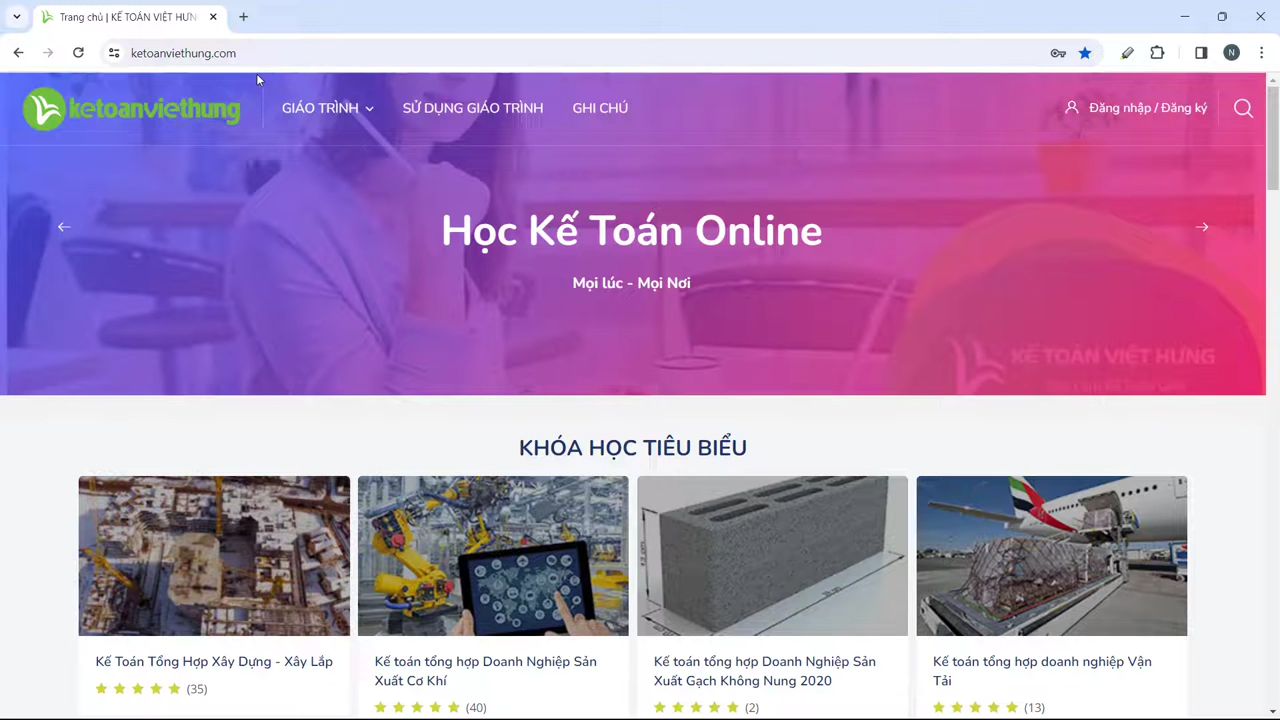 Trang chủ | KẾ TOÁN VIỆT HƯN
ketoanviethung.com
N
ketoanviethung
GIÁO TRÌNH
SỬ DỤNG GIÁO TRÌNH
GHI CHÚ
Đăng nhập / Đăng ký
Học Kế Toán Online
Mọi lúc - Mọi Nơi
KẾ TOÁN VIỆT HƯNG
KHÓA HỌC TIÊU BIỂU
Kế Toán Tổng Hợp Xây Dựng - Xây Lắp
(35)
Kế toán tổng hợp Doanh Nghiệp Sản
Xuất Cơ Khí
(40)
Kế toán tổng hợp Doanh Nghiệp Sản
Xuất Gạch Không Nung 2020
(2)
Kế toán tổng hợp doanh nghiệp Vận
Tải
(13)